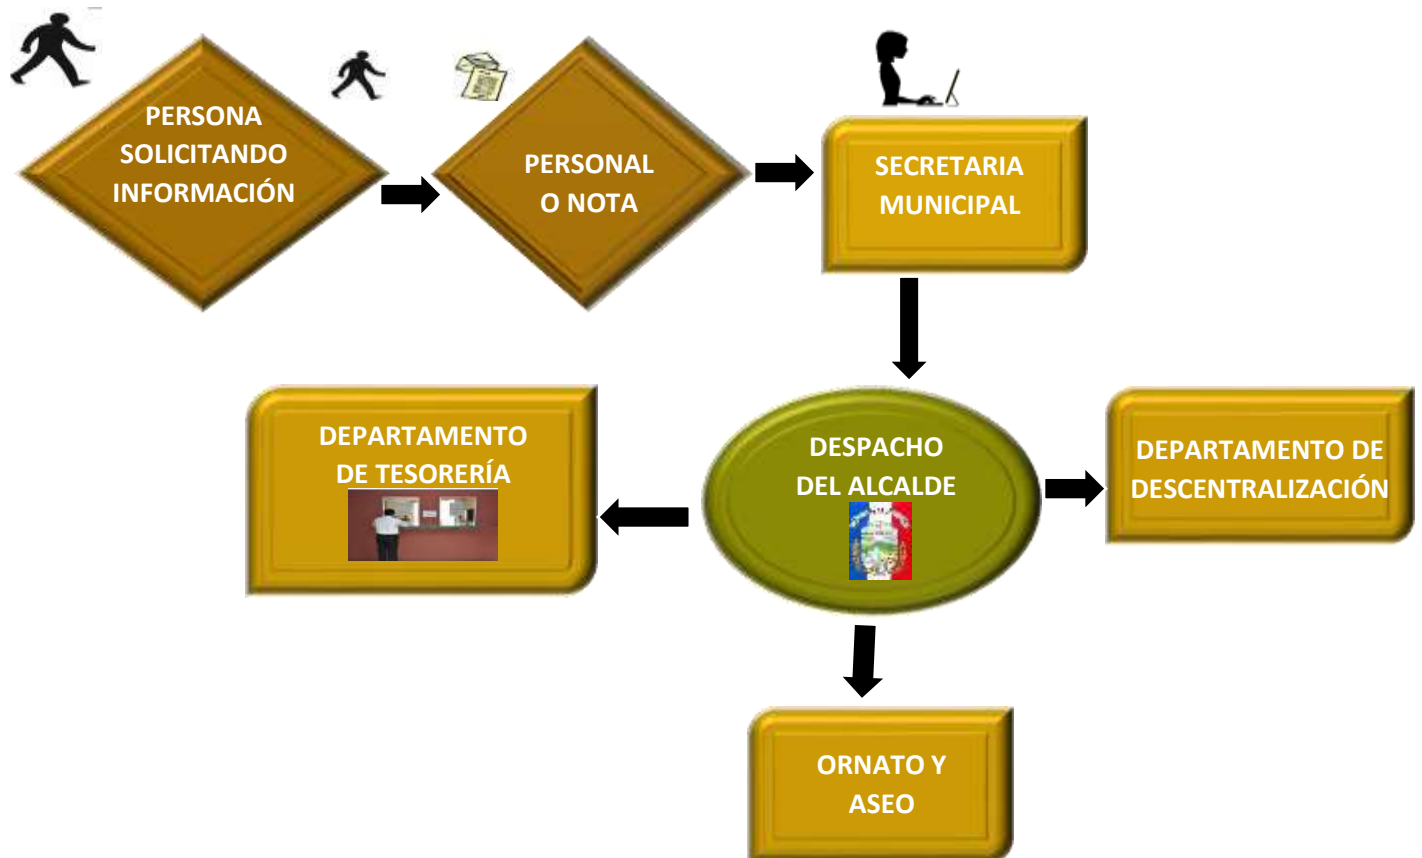 PERSONA
SOLICITANDO
INFORMACIÓN
PERSONAL
O NOTA
SECRETARIA
MUNICIPAL
DEPARTAMENTO
DE TESORERÍA
DESPACHO
DEL ALCALDE
DEPARTAMENTO DE
DESCENTRALIZACIÓN
ORNATO Y
ASEO